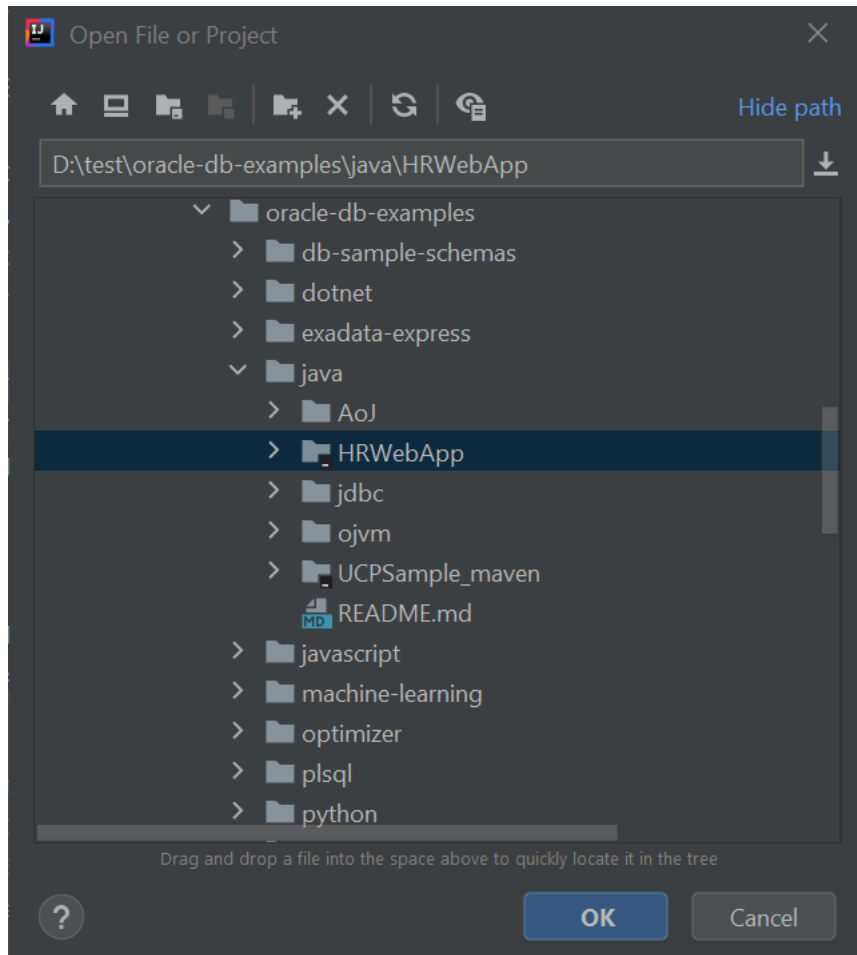 IJ
Open File or Project
Hide path
D:\test\oracle-db-examples\java\HRWebApp
oracle-db-examples
db-sample-schemas
dotnet
exadata-express
java
AoJ
HRWebApp
jdbc
ojvm
UCPSample_maven
MD README.md
javascript
machine-learning
optimizer
plsql
python
Drag and drop a file into the space above to quickly locate it in the tree
? OK Cancel